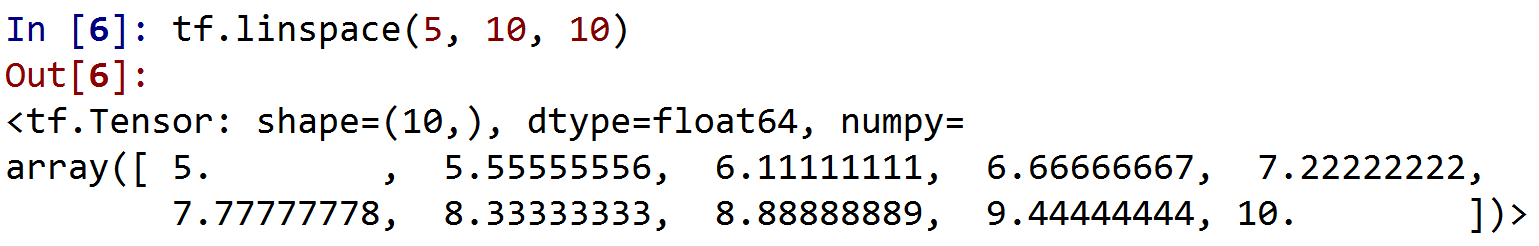 In [6]: tf.linspace(5, 10, 10)
Out[6]:
<tf.Tensor: shape=(10,), dtype=float64, numpy=
array([ 5.        ,  5.55555556,  6.11111111,  6.66666667,  7.22222222,
        7.77777778,  8.33333333,  8.88888889,  9.44444444, 10.        ])>